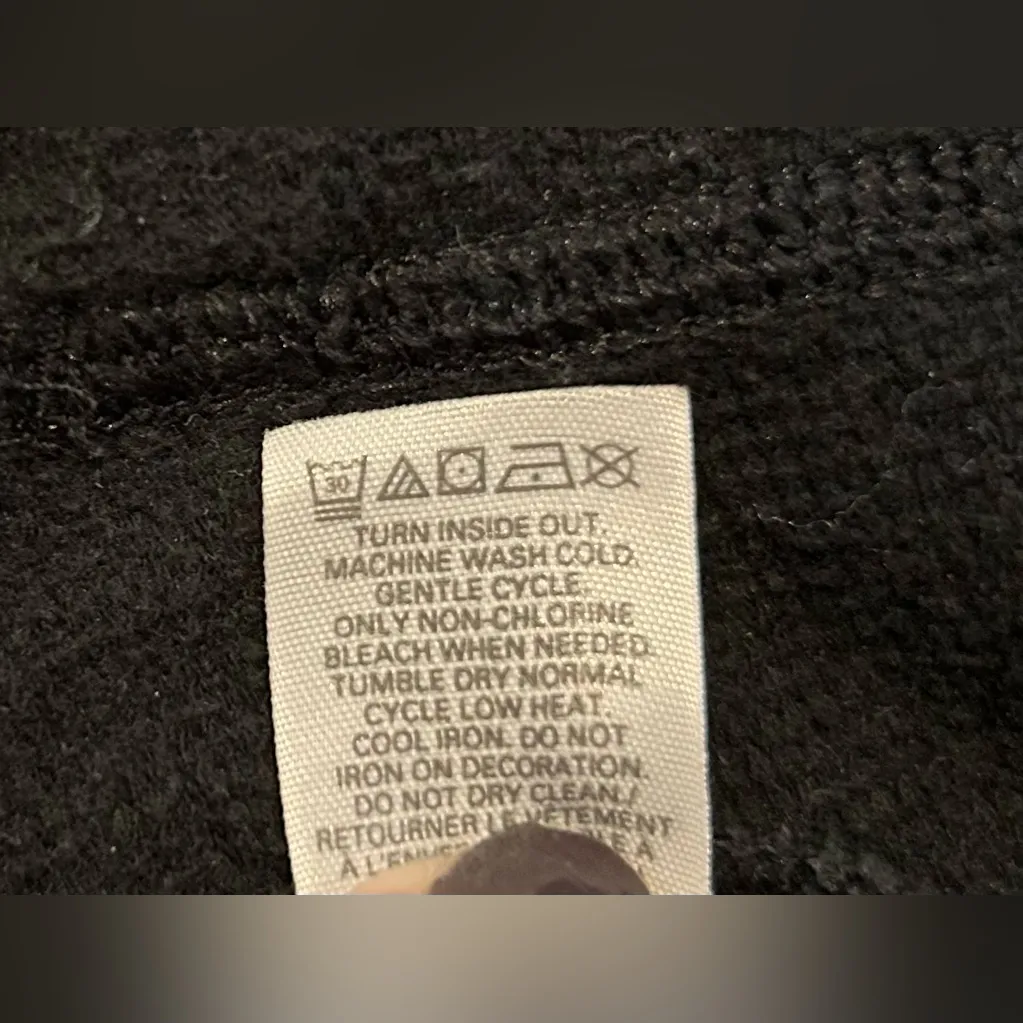 30
TURN INSIDE OUT.
MACHINE WASH COLD.
GENTLE CYCLE.
ONLY NON-CHLORINE
BLEACH WHEN NEEDED.
TUMBLE DRY NORMAL
CYCLE LOW HEAT.
COOL IRON. DO NOT
IRON ON DECORATION.
DO NOT DRY CLEAN./
RETOURNER LE VÊTEMENT
À